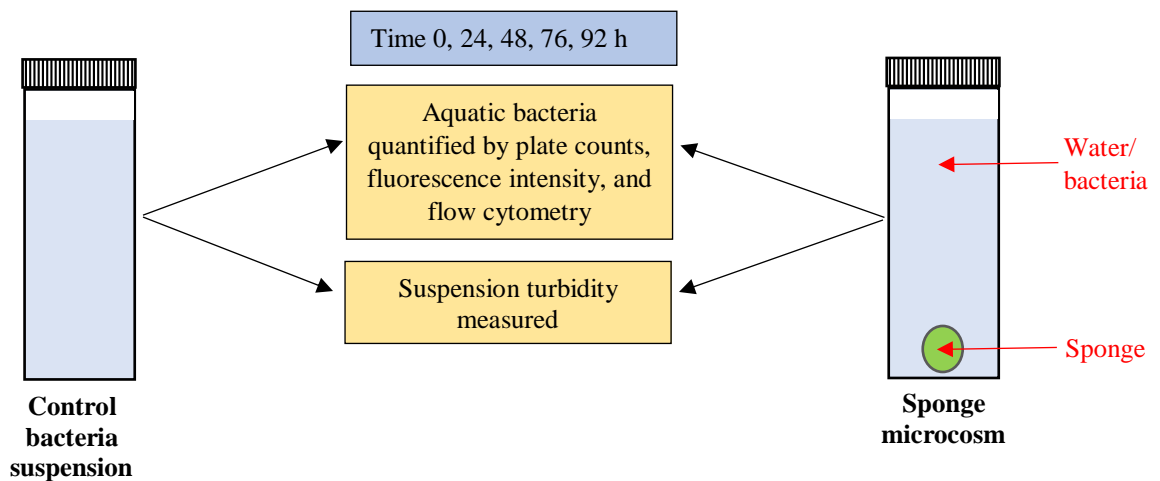 Time 0, 24, 48, 76, 92 h
Aquatic bacteria
quantified by plate counts,
fluorescence intensity, and
flow cytometry
Suspension turbidity
measured
Water/
bacteria
Sponge
Control
bacteria
suspension
Sponge
microcosm